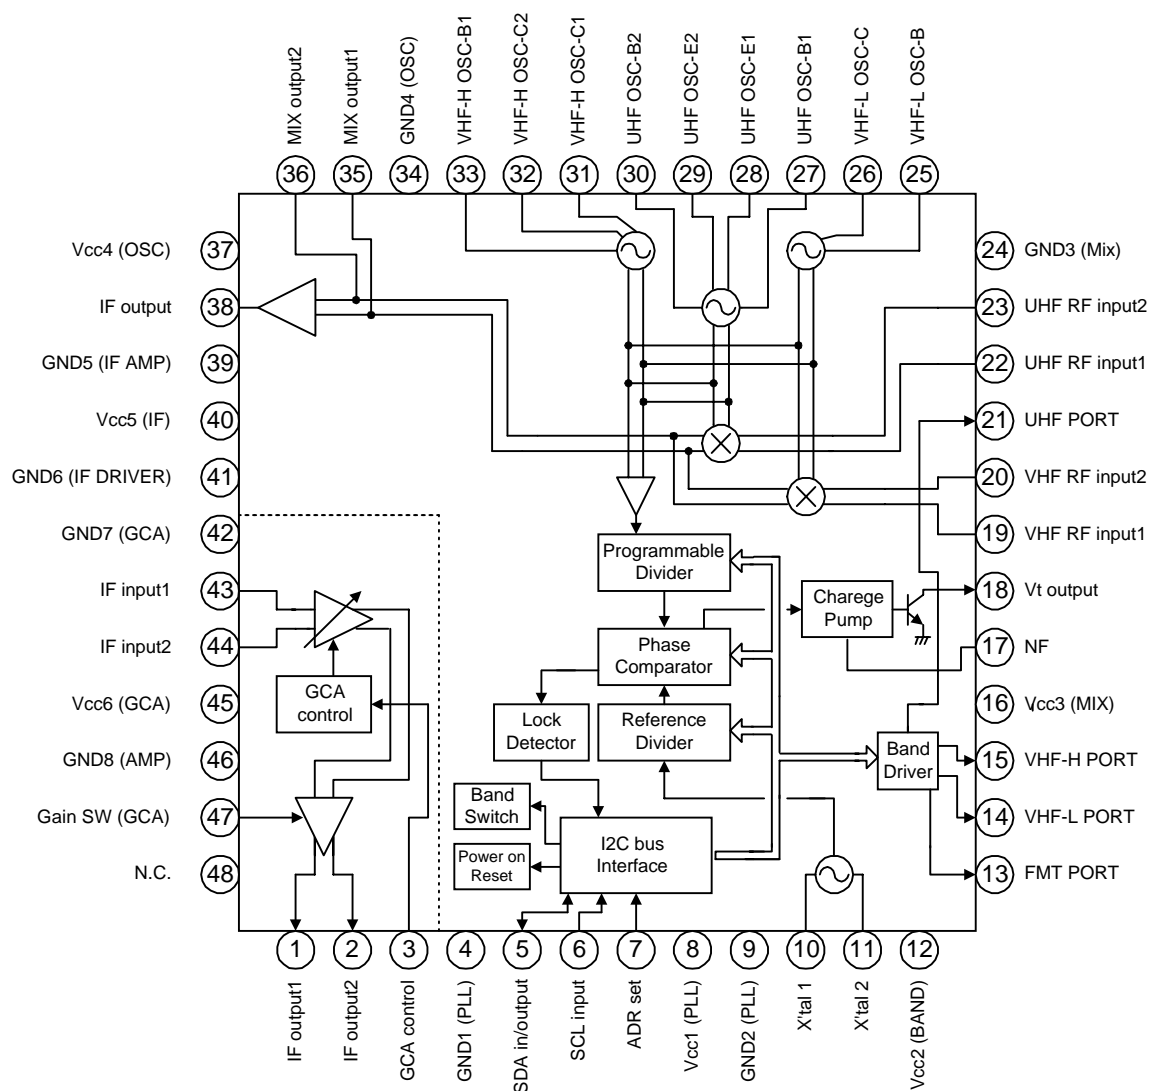 MIX output2
MIX output1
GND4 (OSC)
VHF-H OSC-B1
VHF-H OSC-C2
VHF-H OSC-C1
UHF OSC-B2
UHF OSC-E2
UHF OSC-E1
UHF OSC-B1
VHF-L OSC-C
VHF-L OSC-B
36
35
34
33
32
31
30
29
28
27
26
25
Vcc4 (OSC)
37
IF output
38
GND5 (IF AMP)
39
Vcc5 (IF)
40
GND6 (IF DRIVER)
41
GND7 (GCA)
42
IF input1
43
IF input2
44
Vcc6 (GCA)
45
GND8 (AMP)
46
Gain SW (GCA)
47
N.C.
48
24
GND3 (Mix)
23
UHF RF input2
22
UHF RF input1
21
UHF PORT
20
VHF RF input2
19
VHF RF input1
18
Vt output
17
NF
16
Vcc3 (MIX)
15
VHF-H PORT
14
VHF-L PORT
13
FMT PORT
Programmable
Divider
Charege
Pump
Phase
Comparator
GCA
control
Lock
Detector
Reference
Divider
Band
Driver
Band
Switch
I2C bus
Interface
Power on
Reset
1
2
3
4
5
6
7
8
9
10
11
12
IF output1
IF output2
GCA control
GND1 (PLL)
SDA in/output
SCL input
ADR set
Vcc1 (PLL)
GND2 (PLL)
X'tal 1
X'tal 2
Vcc2 (BAND)